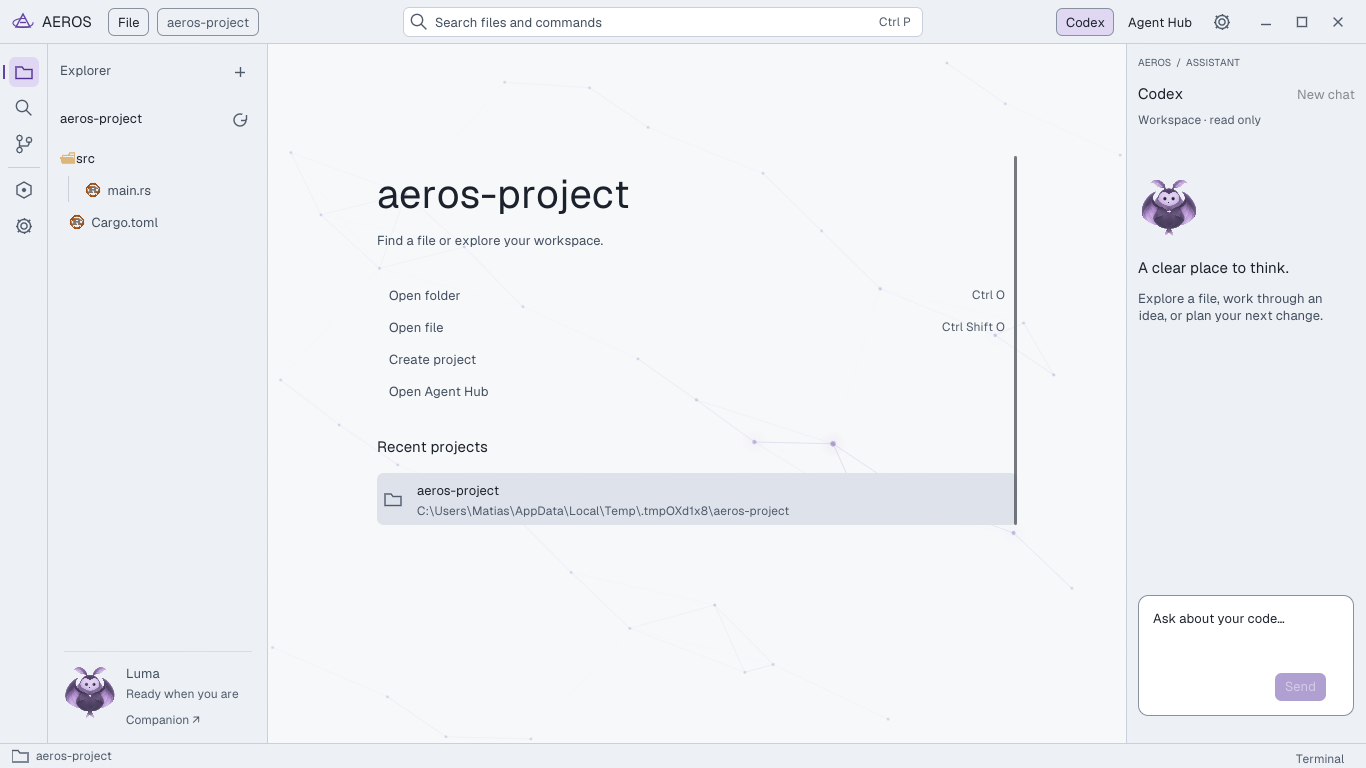 AEROS
File
aeros-project
Search files and commands
Ctrl P
Codex
Agent Hub
Explorer
aeros-project
src
main.rs
Cargo.toml
Luma
Ready when you are
Companion ↗
aeros-project
Find a file or explore your workspace.
Open folder
Ctrl O
Open file
Ctrl Shift O
Create project
Open Agent Hub
Recent projects
aeros-project
C:\Users\Matias\AppData\Local\Temp\.tmpOXd1x8\aeros-project
AEROS / ASSISTANT
Codex
New chat
Workspace · read only
A clear place to think.
Explore a file, work through an
idea, or plan your next change.
Ask about your code…
Send
aeros-project
Terminal